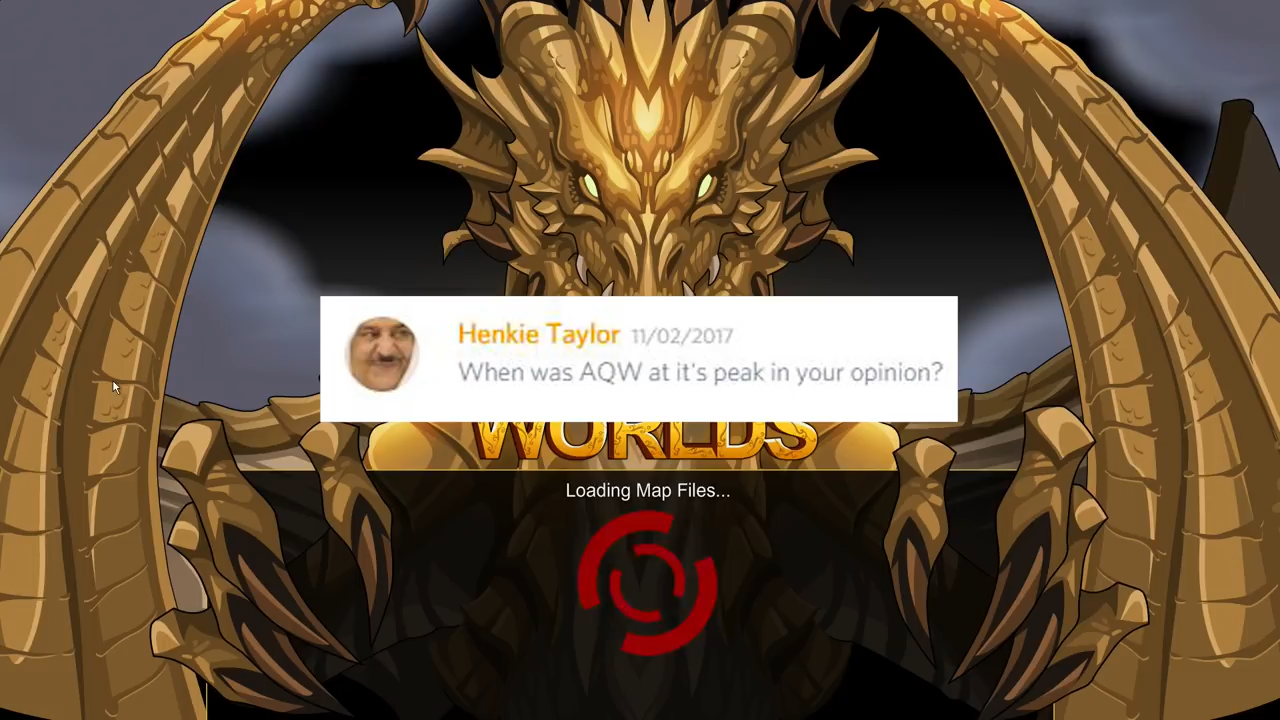 Henkie Taylor 11/02/2017
When was AQW at it's peak in your opinion?
WORLDS
Loading Map Files...